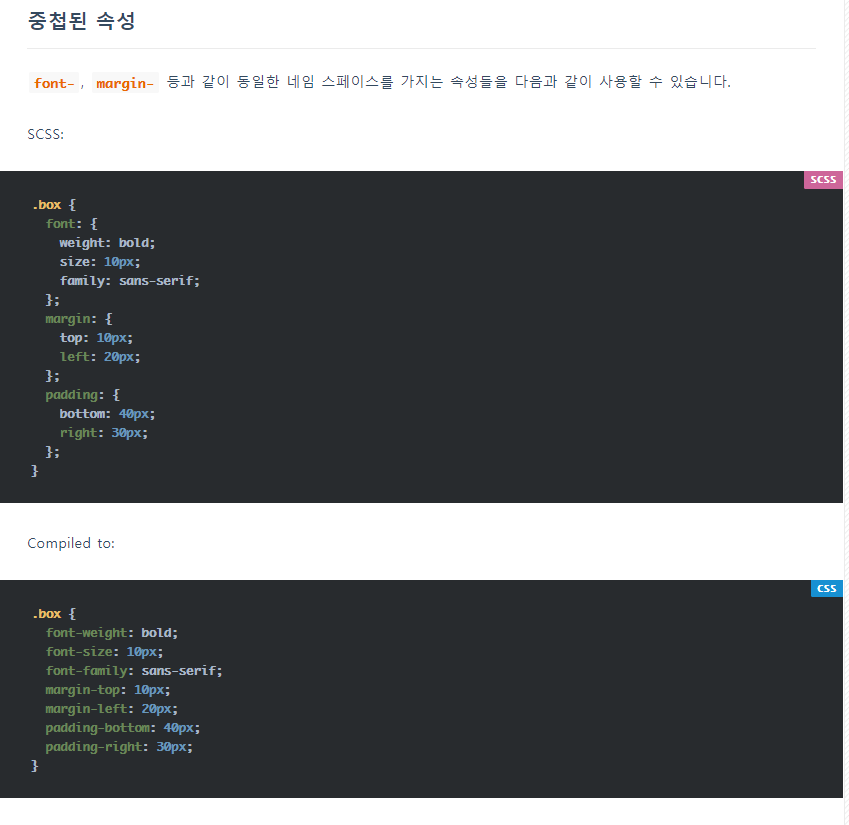 중첩된 속성
font-, margin- 등과 같이 동일한 네임 스페이스를 가지는 속성들을 다음과 같이 사용할 수 있습니다.
SCSS:
SCSS
.box {
  font: {
    weight: bold;
    size: 10px;
    family: sans-serif;
  };
  margin: {
    top: 10px;
    left: 20px;
  };
  padding: {
    bottom: 40px;
    right: 30px;
  };
}
Compiled to:
CSS
.box {
  font-weight: bold;
  font-size: 10px;
  font-family: sans-serif;
  margin-top: 10px;
  margin-left: 20px;
  padding-bottom: 40px;
  padding-right: 30px;
}